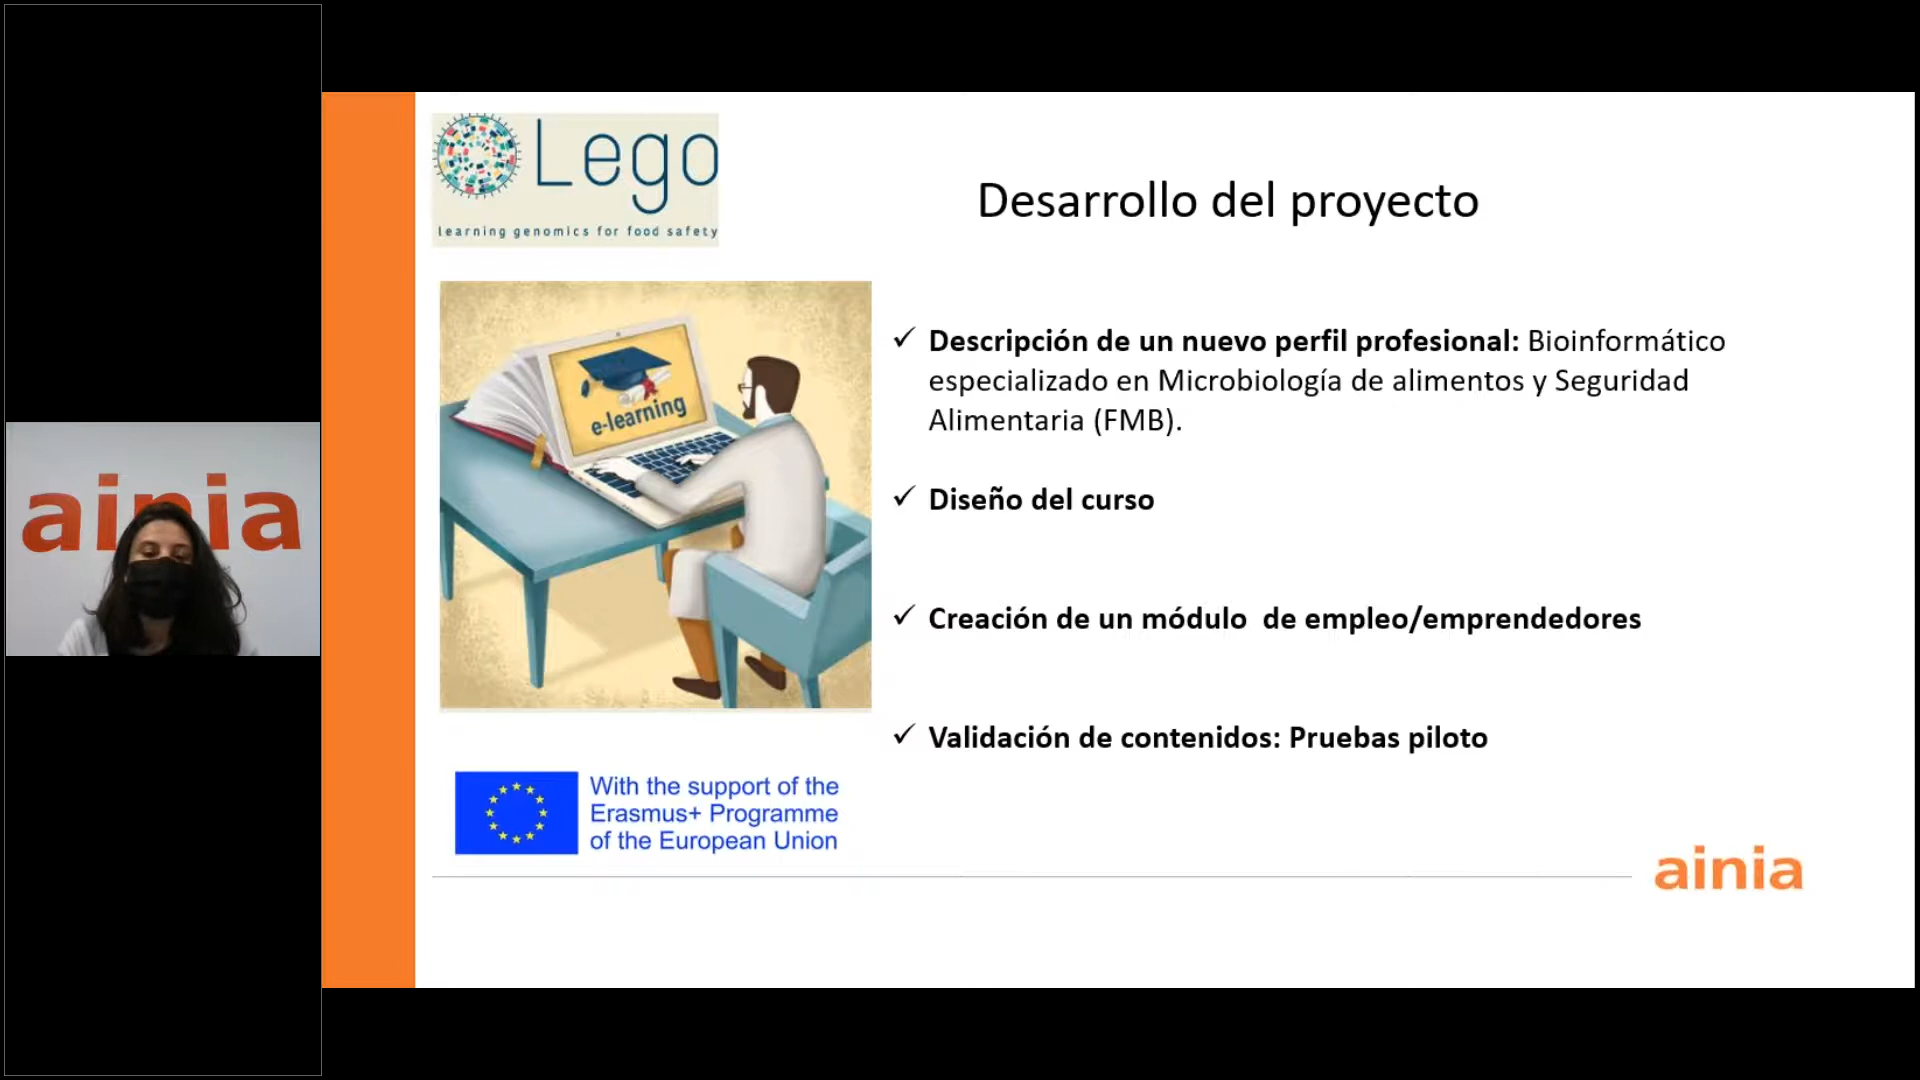 ainia
Lego
learning genomics for food safety
Desarrollo del proyecto
e-learning
✓ Descripción de un nuevo perfil profesional: Bioinformático
especializado en Microbiología de alimentos y Seguridad
Alimentaria (FMB).
✓ Diseño del curso
✓ Creación de un módulo  de empleo/emprendedores
✓ Validación de contenidos: Pruebas piloto
With the support of the
Erasmus+ Programme
of the European Union
ainia